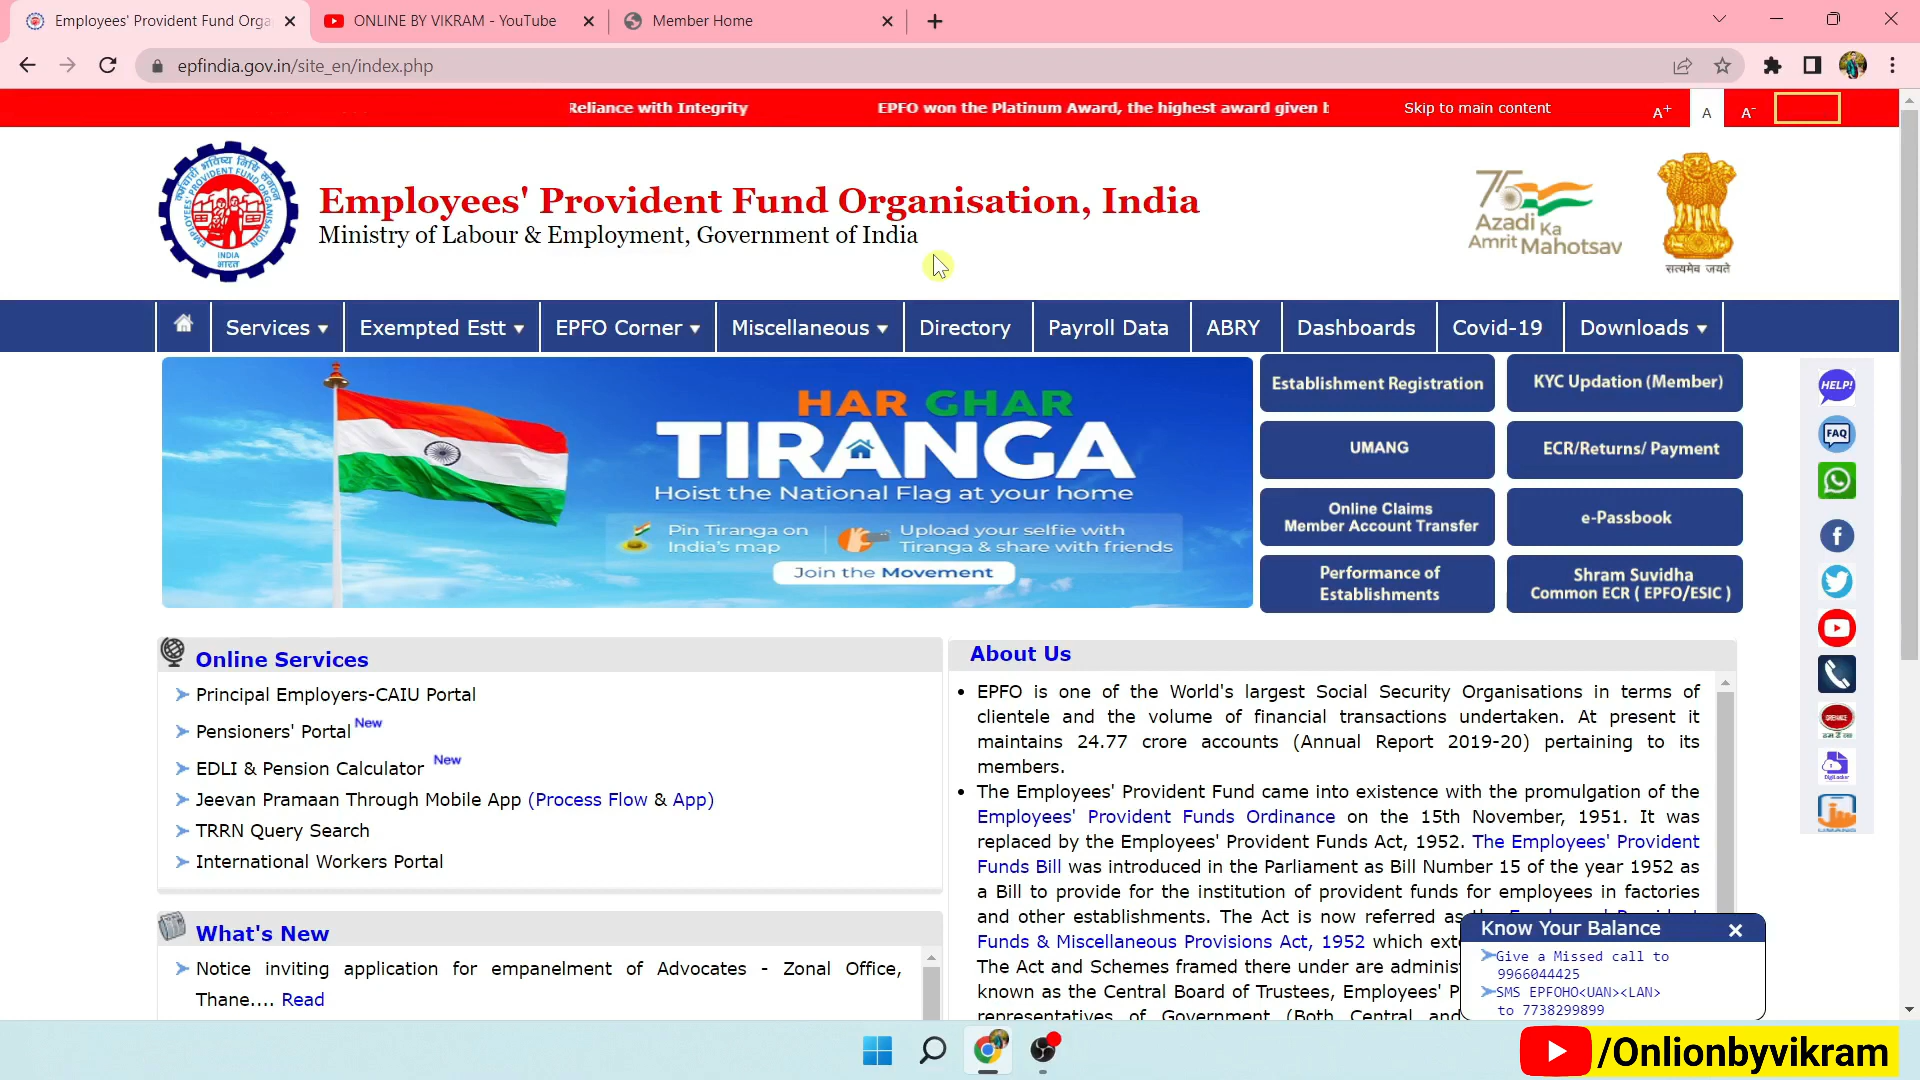 Employees' Provident Fund Orga
ONLINE BY VIKRAM - YouTube
Member Home
epfindia.gov.in/site_en/index.php
Reliance with Integrity
EPFO won the Platinum Award, the highest award given b
Skip to main content
A+
A
A-
Employees' Provident Fund Organisation, India
Ministry of Labour & Employment, Government of India
कर्मचारी भविष्य निधि संगठन
EMPLOYEES' PROVIDENT FUND ORGANISATION
INDIA
भारत
75
Azadi Ka
Amrit Mahotsav
सत्यमेव जयते
Services
Exempted Estt
EPFO Corner
Miscellaneous
Directory
Payroll Data
ABRY
Dashboards
Covid-19
Downloads
HAR GHAR
TIRANGA
Hoist the National Flag at your home
Pin Tiranga on
India's map
Upload your selfie with
Tiranga & share with friends
Join the Movement
Establishment Registration
KYC Updation (Member)
UMANG
ECR/Returns/ Payment
Online Claims
Member Account Transfer
e-Passbook
Performance of
Establishments
Shram Suvidha
Common ECR ( EPFO/ESIC )
HELP!
FAQ
Online Services
Principal Employers-CAIU Portal
Pensioners' Portal New
EDLI & Pension Calculator New
Jeevan Pramaan Through Mobile App (Process Flow & App)
TRRN Query Search
International Workers Portal
What's New
Notice inviting application for empanelment of Advocates - Zonal Office,
Thane.... Read
About Us
EPFO is one of the World's largest Social Security Organisations in terms of
clientele and the volume of financial transactions undertaken. At present it
maintains 24.77 crore accounts (Annual Report 2019-20) pertaining to its
members.
The Employees' Provident Fund came into existence with the promulgation of the
Employees' Provident Funds Ordinance on the 15th November, 1951. It was
replaced by the Employees' Provident Funds Act, 1952. The Employees' Provident
Funds Bill was introduced in the Parliament as Bill Number 15 of the year 1952 as
a Bill to provide for the institution of provident funds for employees in factories
and other establishments. The Act is now referred as
Funds & Miscellaneous Provisions Act, 1952 which
The Act and Schemes framed there under are
known as the Central Board of Trustees, Employees' P
representatives of Government (Both Central and
Know Your Balance
Give a Missed call to
9966044425
SMS EPFOHO<UAN><LAN>
to 7738299899
/Onlionbyvikram